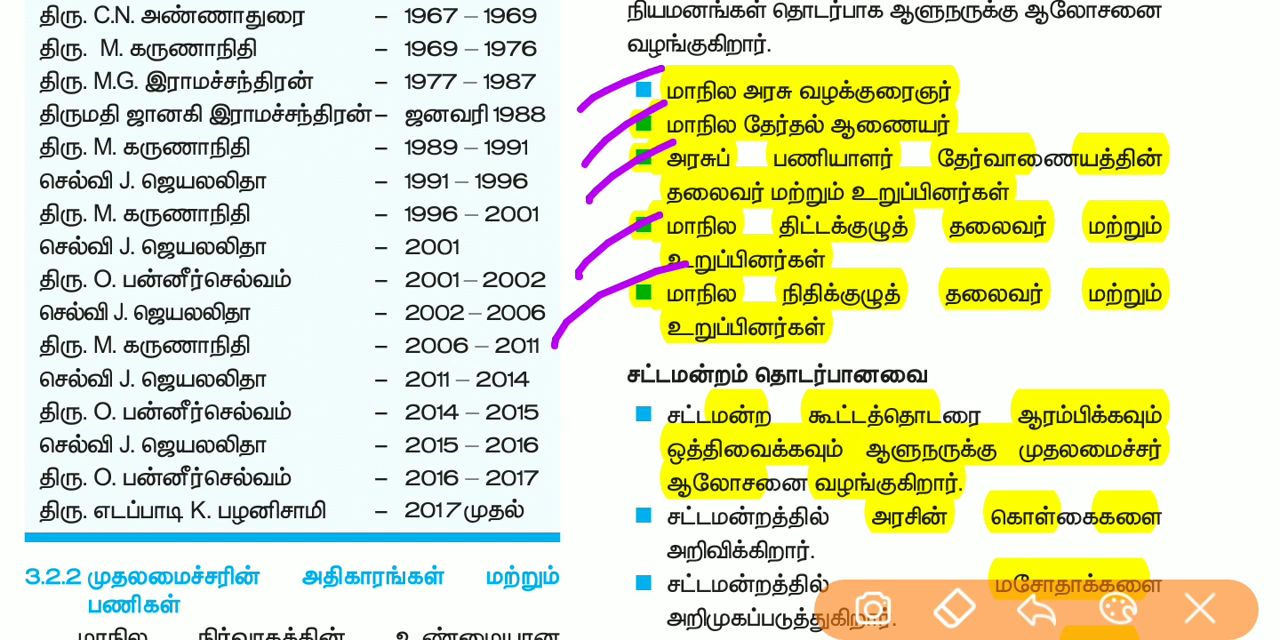 திரு. C.N. அண்ணாதுரை – 1967 – 1969
திரு. M. கருணாநிதி – 1969 – 1976
திரு. M.G. இராமச்சந்திரன் – 1977 – 1987
திருமதி ஜானகி இராமச்சந்திரன் – ஜனவரி 1988
திரு. M. கருணாநிதி – 1989 – 1991
செல்வி J. ஜெயலலிதா – 1991 – 1996
திரு. M. கருணாநிதி – 1996 – 2001
செல்வி J. ஜெயலலிதா – 2001
திரு. O. பன்னீர்செல்வம் – 2001 – 2002
செல்வி J. ஜெயலலிதா – 2002 – 2006
திரு. M. கருணாநிதி – 2006 – 2011
செல்வி J. ஜெயலலிதா – 2011 – 2014
திரு. O. பன்னீர்செல்வம் – 2014 – 2015
செல்வி J. ஜெயலலிதா – 2015 – 2016
திரு. O. பன்னீர்செல்வம் – 2016 – 2017
திரு. எடப்பாடி K. பழனிசாமி – 2017 முதல்
3.2.2 முதலமைச்சரின் அதிகாரங்கள் மற்றும்
பணிகள்
மாநில நிர்வாகத்தின் உண்மையான
நியமனங்கள் தொடர்பாக ஆளுநருக்கு ஆலோசனை
வழங்குகிறார்.
மாநில அரசு வழக்குரைஞர்
மாநில தேர்தல் ஆணையர்
அரசுப் பணியாளர் தேர்வாணையத்தின்
தலைவர் மற்றும் உறுப்பினர்கள்
மாநில திட்டக்குழுத் தலைவர் மற்றும்
உறுப்பினர்கள்
மாநில நிதிக்குழுத் தலைவர் மற்றும்
உறுப்பினர்கள்
சட்டமன்றம் தொடர்பானவை
சட்டமன்ற கூட்டத்தொடரை ஆரம்பிக்கவும்
ஒத்திவைக்கவும் ஆளுநருக்கு முதலமைச்சர்
ஆலோசனை வழங்குகிறார்.
சட்டமன்றத்தில் அரசின் கொள்கைகளை
அறிவிக்கிறார்.
சட்டமன்றத்தில் மசோதாக்களை
அறிமுகப்படுத்துகிறார்.